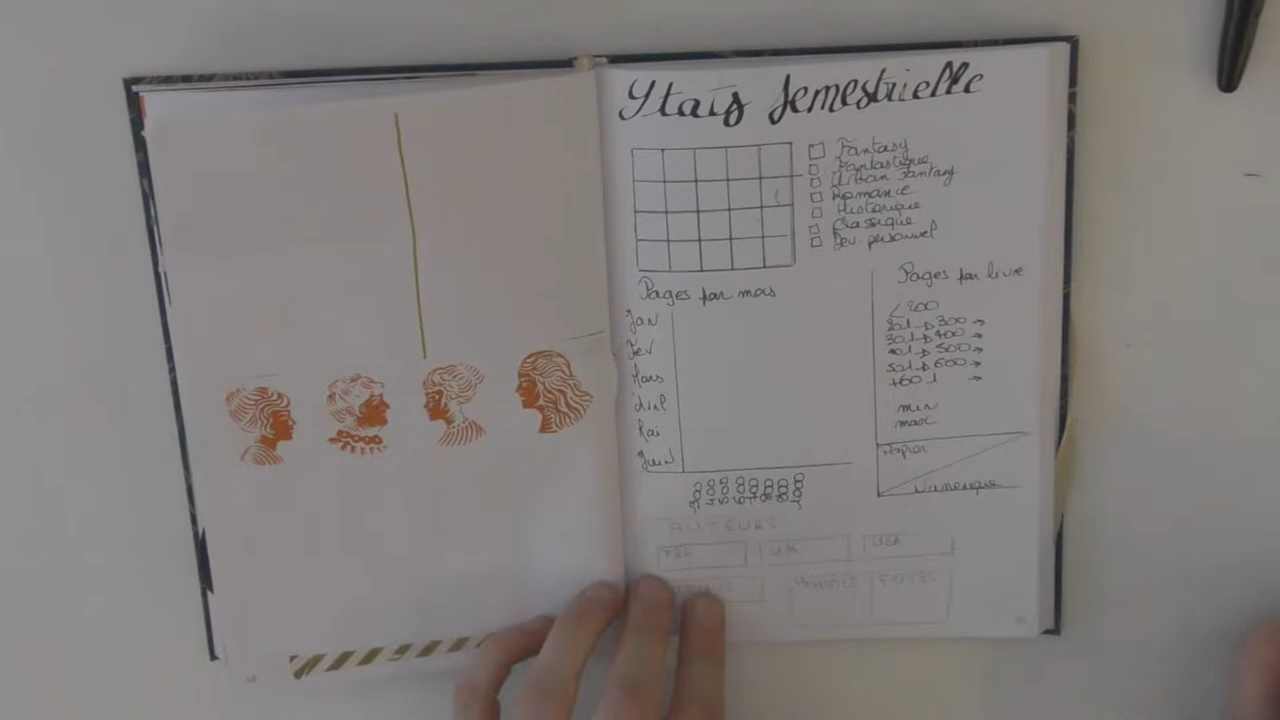 Stats semestrielle
Fantasy
Fantastique
Urban Fantasy
Romance
Historique
Classique
Dev. personnel
Pages par mois
Jan
Fev
Mars
Avril
Mai
Juin
Pages par livre
< 200
201 → 300 →
301 → 400 →
401 → 500 →
501 → 600 →
+601 →
min
max
Papier
Numérique
AUTEURS
UK
USA
HOMMES